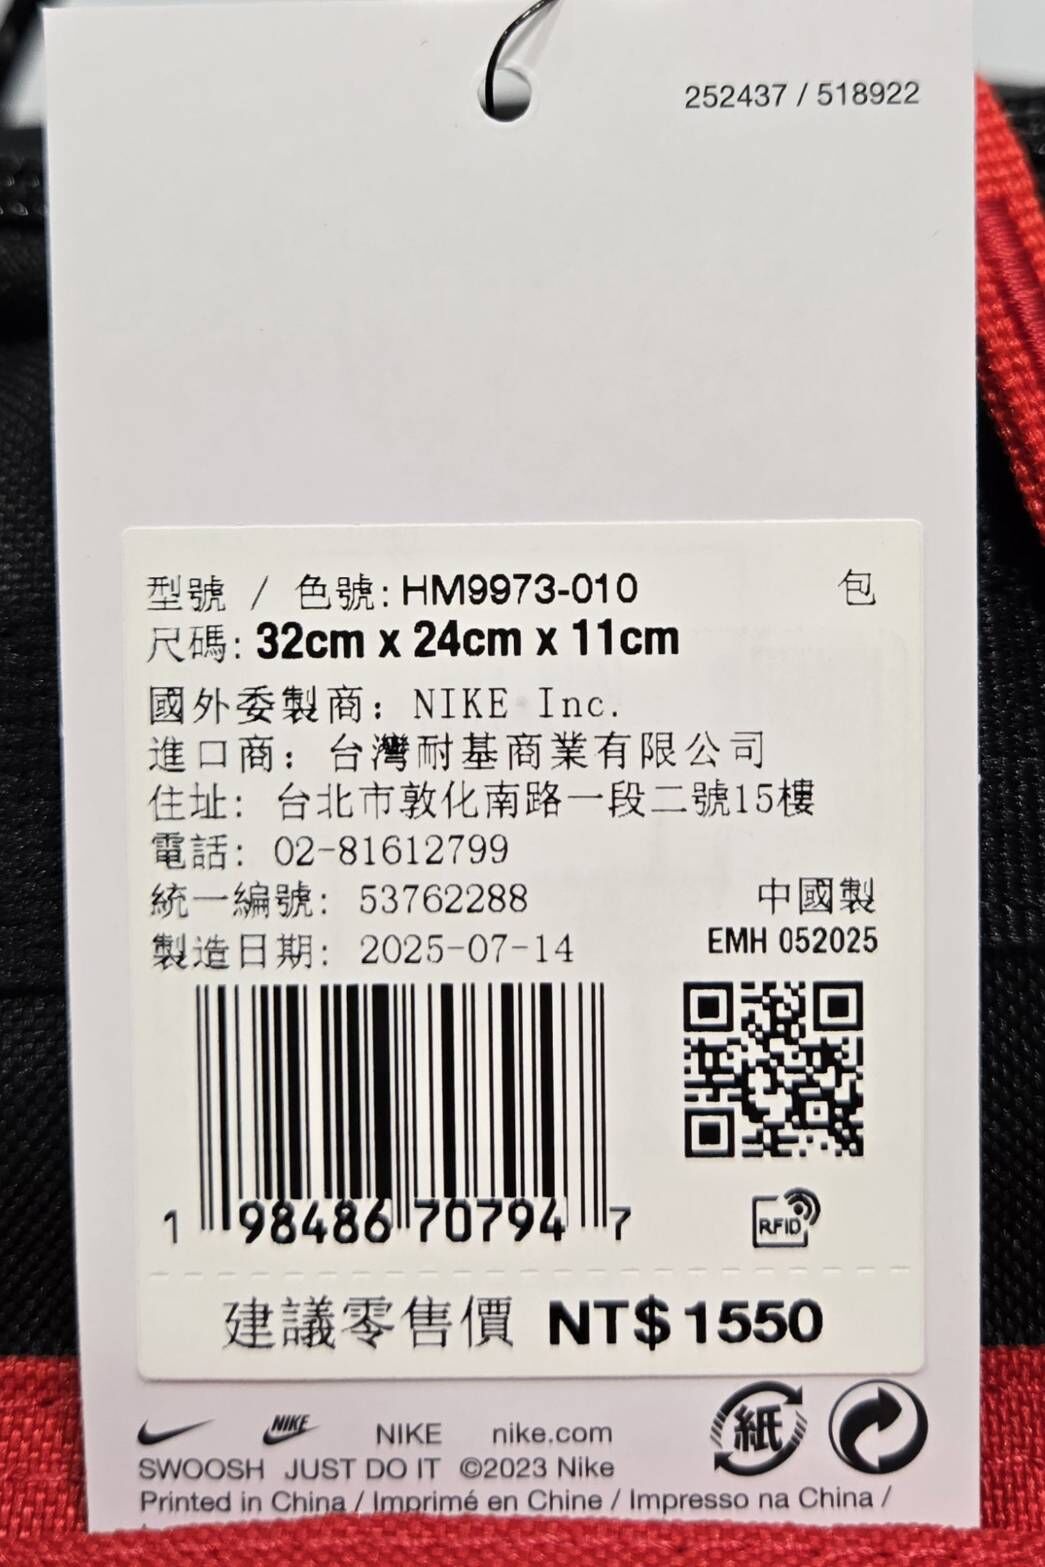 252437 / 518922
型號 / 色號: HM9973-010 包
尺碼: 32cm x 24cm x 11cm
國外委製商: NIKE Inc.
進口商: 台灣耐基商業有限公司
住址: 台北市敦化南路一段二號15樓
電話: 02-81612799
統一編號: 53762288
中國製
製造日期: 2025-07-14
EMH 052025
1 98486 70794 7
RFID
建議零售價 NT$1550
NIKE NIKE nike.com
紙
SWOOSH JUST DO IT ©2023 Nike
Printed in China / Imprimé en Chine / Impresso na China /